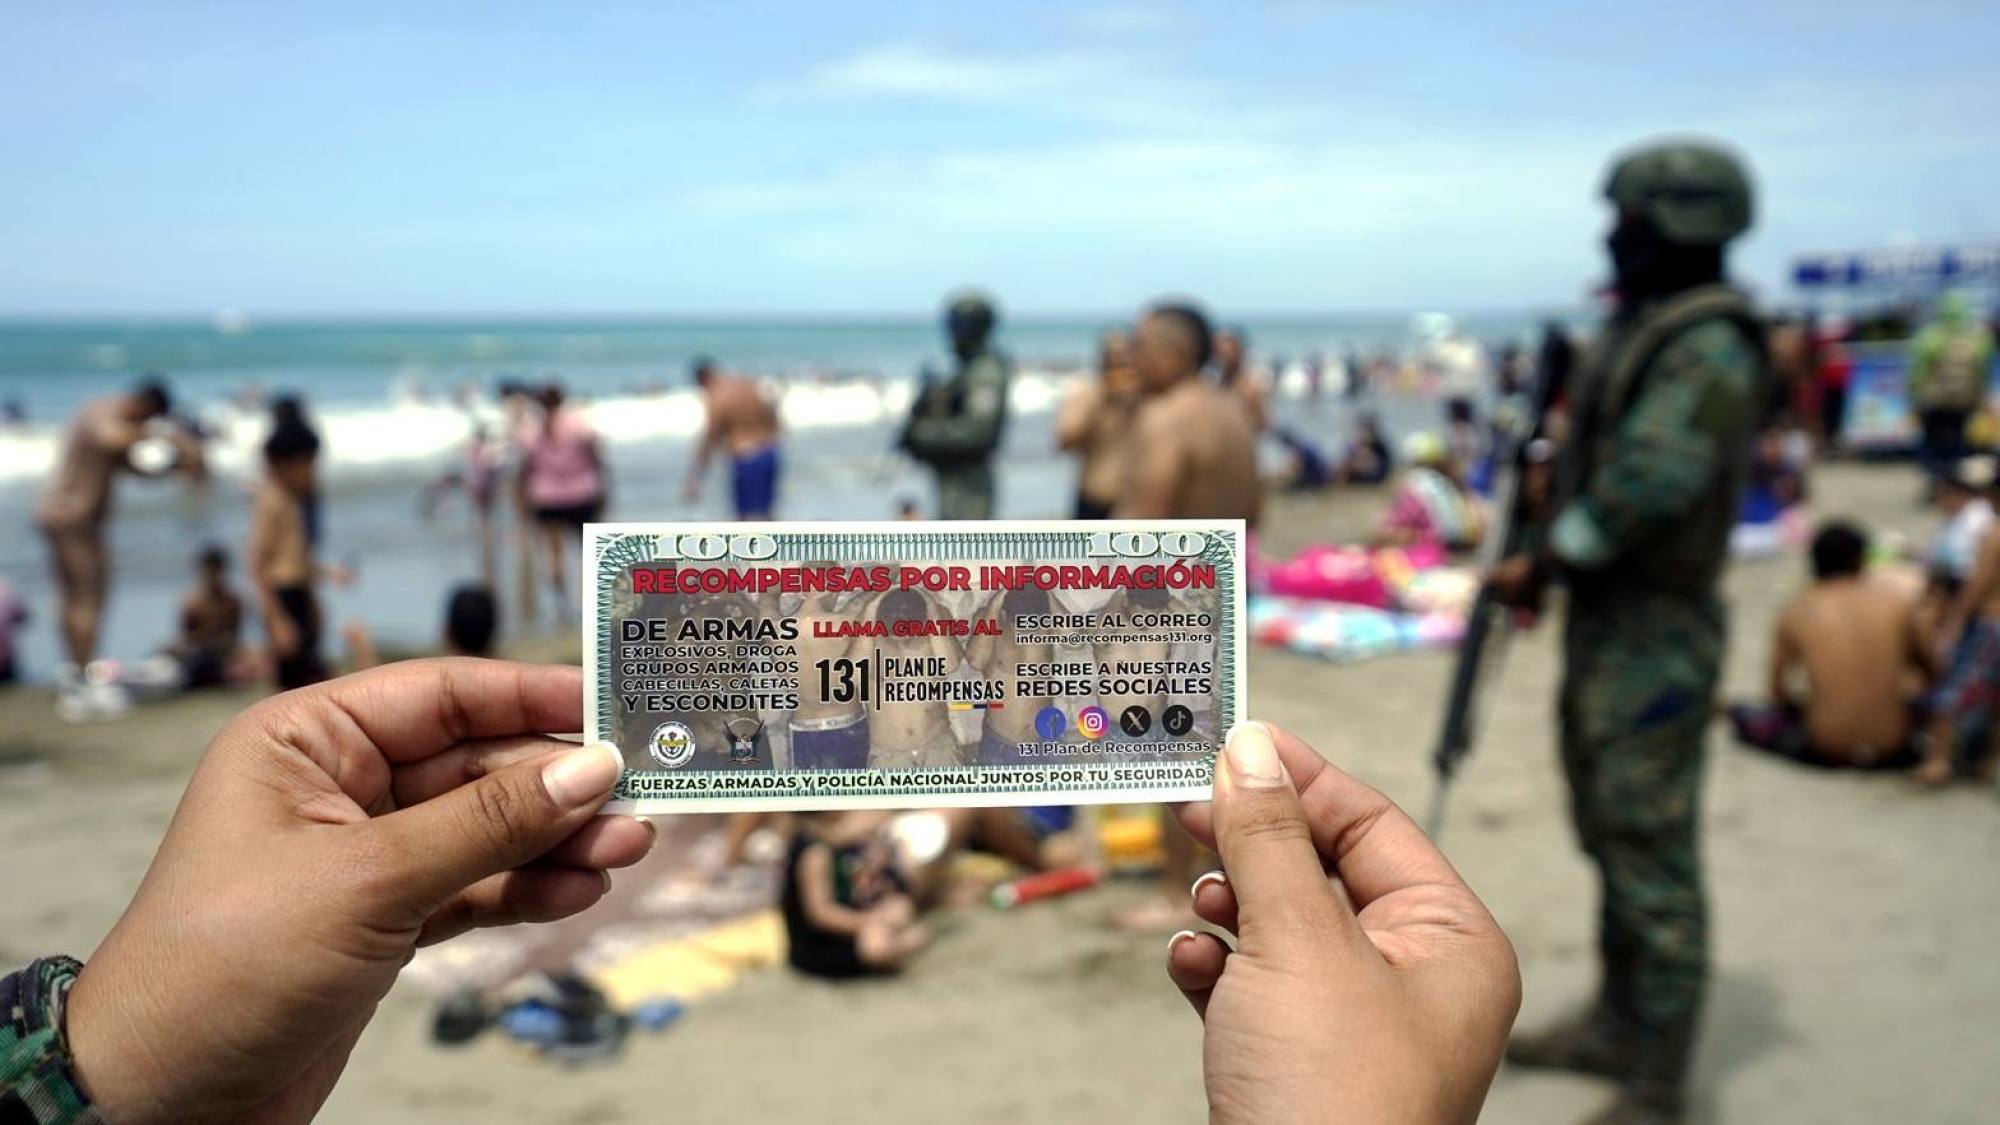 100 100
RECOMPENSAS POR INFORMACIÓN
DE ARMAS
EXPLOSIVOS, DROGA
GRUPOS ARMADOS
CABECILLAS, CALETAS
Y ESCONDITES
LLAMA GRATIS AL
131 PLAN DE
RECOMPENSAS
ESCRIBE AL CORREO
informa@recompensas131.org
ESCRIBE A NUESTRAS
REDES SOCIALES
131 Plan de Recompensas
FUERZAS ARMADAS Y POLICÍA NACIONAL JUNTOS POR TU SEGURIDAD